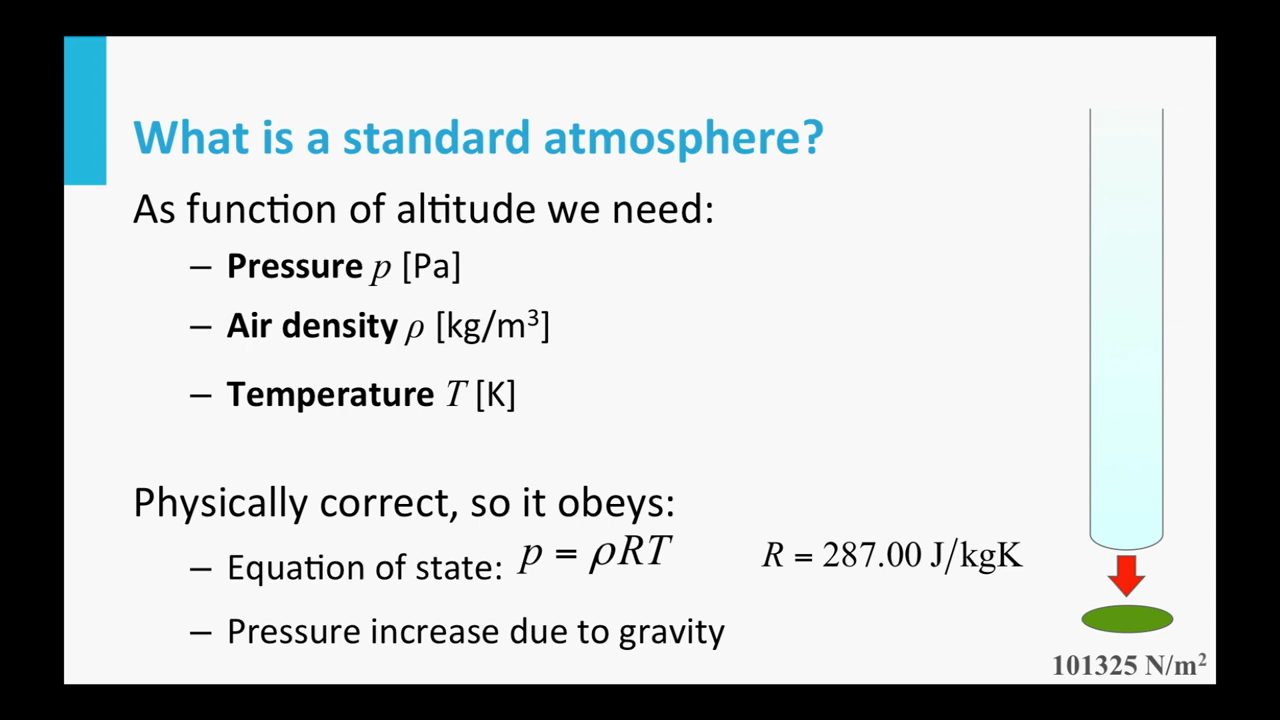 What is a standard atmosphere?
As function of altitude we need:
– Pressure p [Pa]
– Air density ρ [kg/m³]
– Temperature T [K]
Physically correct, so it obeys:
– Equation of state: p = ρRT R = 287.00 J/kgK
– Pressure increase due to gravity
101325 N/m²